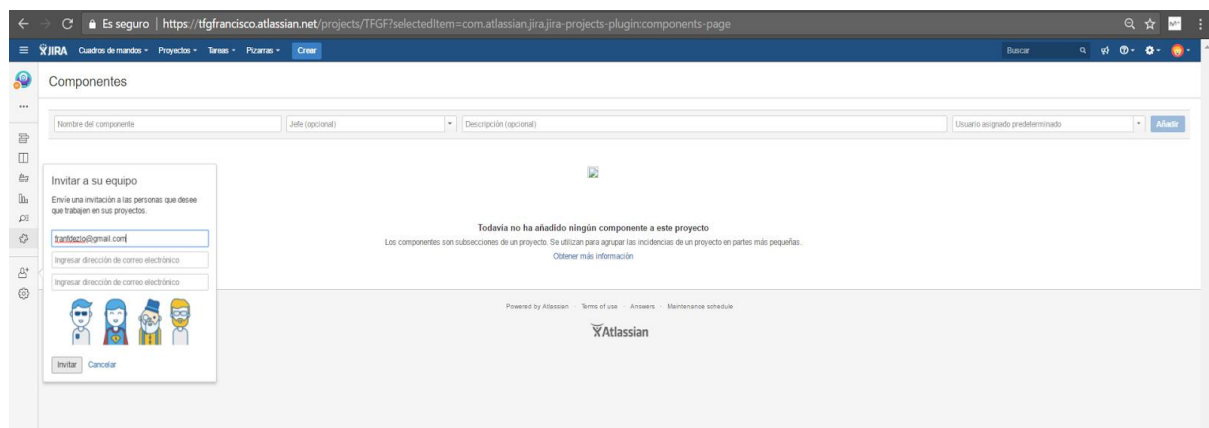 Es seguro | https://tfgfrancisco.atlassian.net/projects/TFGF?selectedItem=com.atlassian.jira.jira-projects-plugin:components-page
JIRA Cuadros de mandos Proyectos Tareas Pizarras Crear Buscar
Componentes
Nombre del componente Jefe (opcional) Descripción (opcional) Usuario asignado predeterminado Añadir
Invitar a su equipo
Envíe una invitación a las personas que desee
que trabajen en sus proyectos.
franfdezlo@gmail.com
Ingresar dirección de correo electrónico
Ingresar dirección de correo electrónico
Invitar Cancelar
Todavía no ha añadido ningún componente a este proyecto
Los componentes son subsecciones de un proyecto. Se utilizan para agrupar las incidencias de un proyecto en partes más pequeñas.
Obtener más información
Powered by Atlassian · Terms of use · Answers · Maintenance schedule
Atlassian